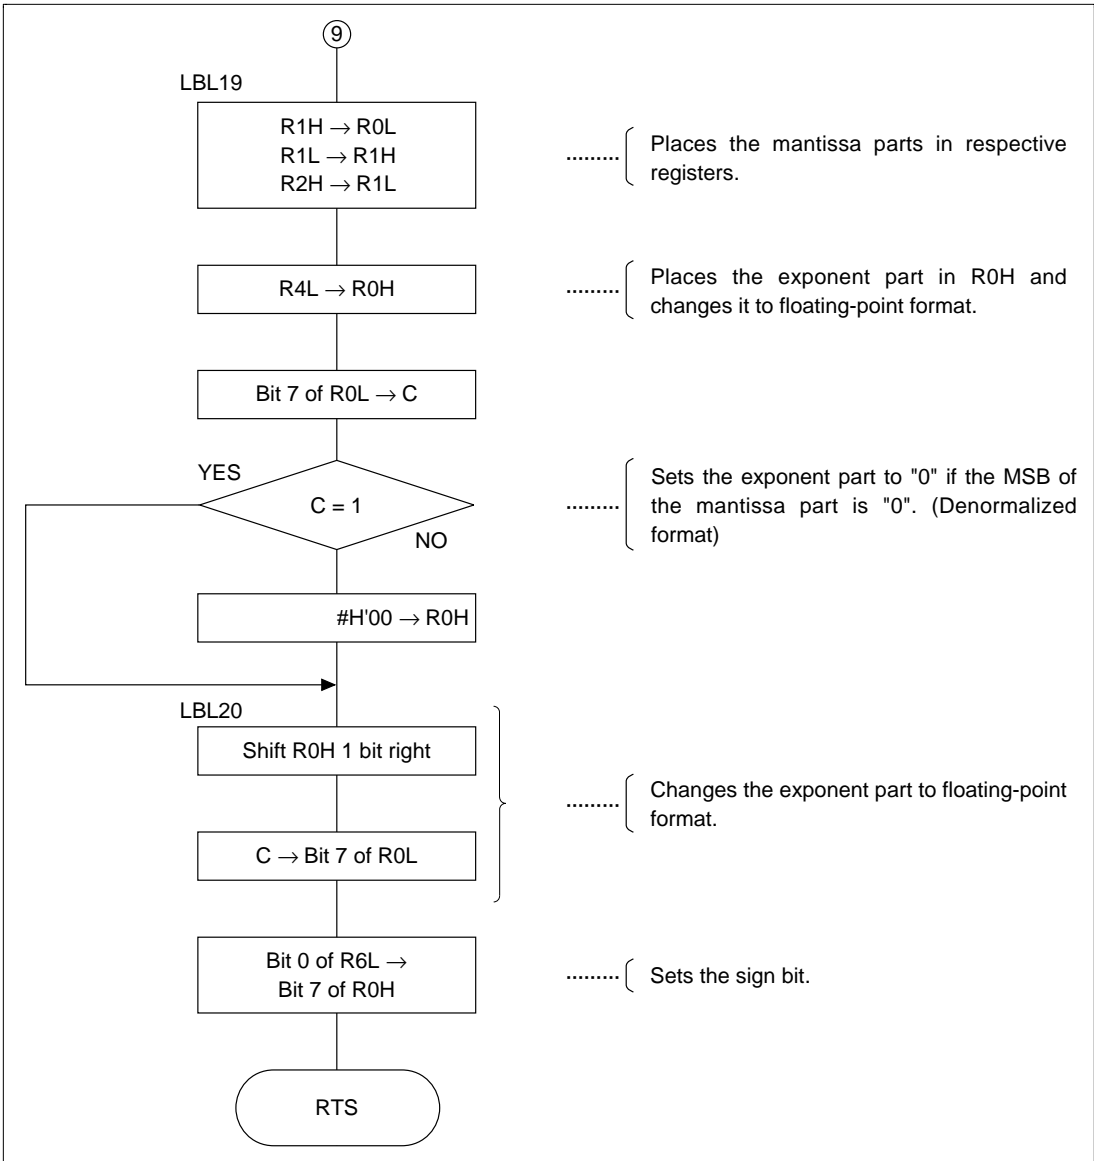 9
LBL19
R1H → R0L
R1L → R1H
R2H → R1L
Places the mantissa parts in respective
registers.
R4L → R0H
Places the exponent part in R0H and
changes it to floating-point format.
Bit 7 of R0L → C
YES
C = 1
NO
Sets the exponent part to "0" if the MSB of
the mantissa part is "0". (Denormalized
format)
#H'00 → R0H
LBL20
Shift R0H 1 bit right
C → Bit 7 of R0L
Changes the exponent part to floating-point
format.
Bit 0 of R6L →
Bit 7 of R0H
Sets the sign bit.
RTS